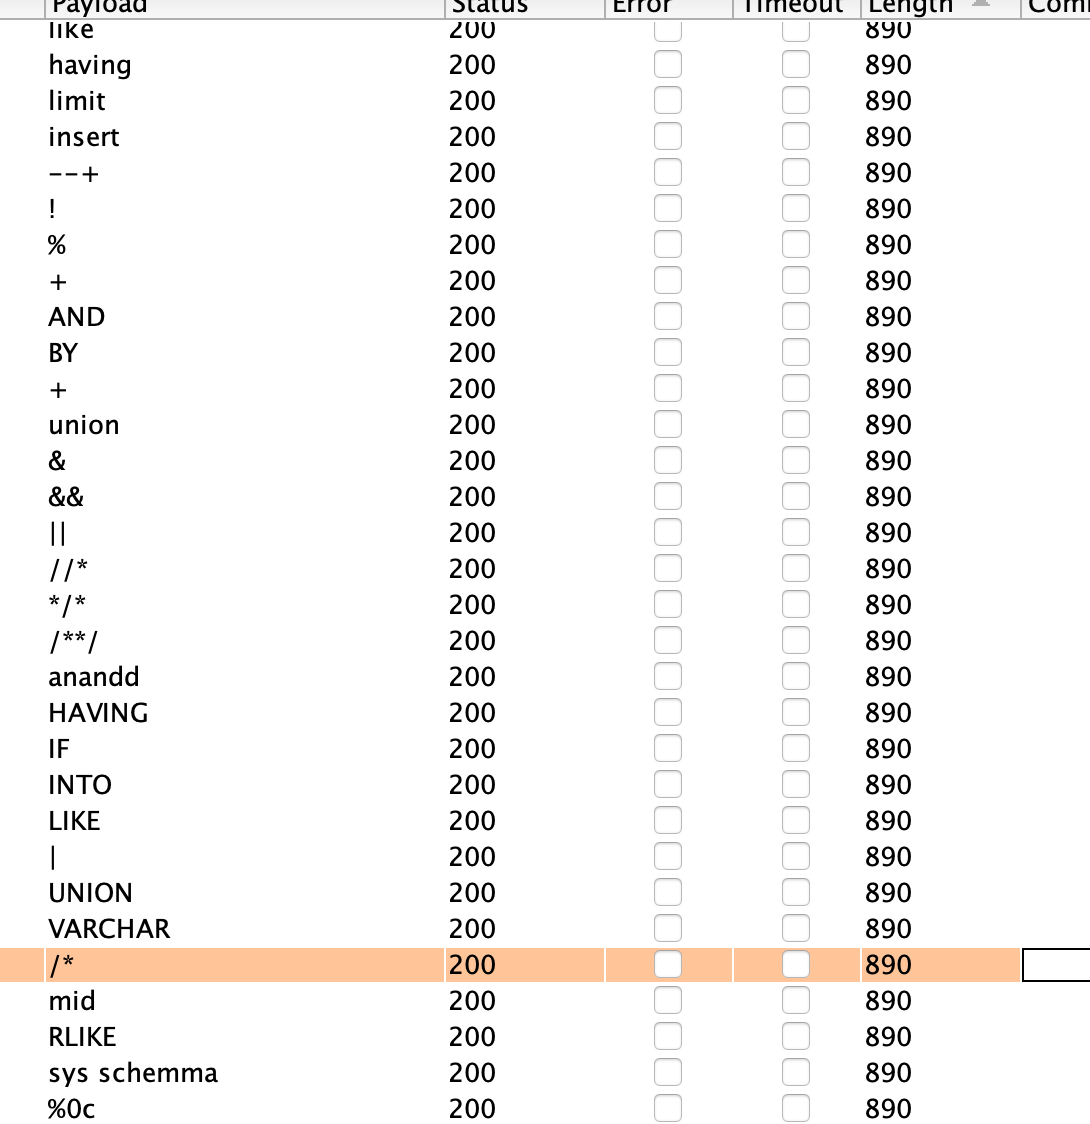 Payload Status Error Timeout Length Com
like 200 890
having 200 890
limit 200 890
insert 200 890
--+ 200 890
! 200 890
% 200 890
+ 200 890
AND 200 890
BY 200 890
+ 200 890
union 200 890
& 200 890
&& 200 890
|| 200 890
//* 200 890
*/* 200 890
/**/ 200 890
anandd 200 890
HAVING 200 890
IF 200 890
INTO 200 890
LIKE 200 890
| 200 890
UNION 200 890
VARCHAR 200 890
/* 200 890
mid 200 890
RLIKE 200 890
sys schemma 200 890
%0c 200 890